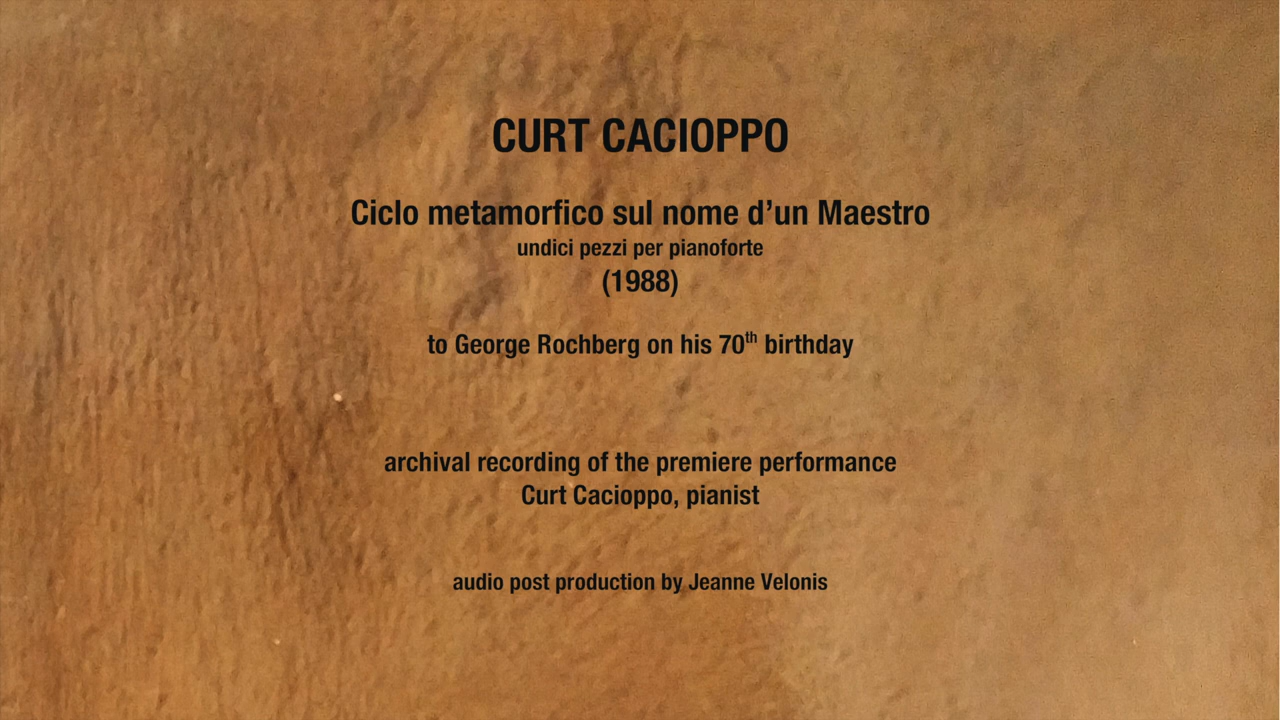 CURT CACIOPPO
Ciclo metamorfico sul nome d’un Maestro
undici pezzi per pianoforte
(1988)
to George Rochberg on his 70th birthday
archival recording of the premiere performance
Curt Cacioppo, pianist
audio post production by Jeanne Velonis